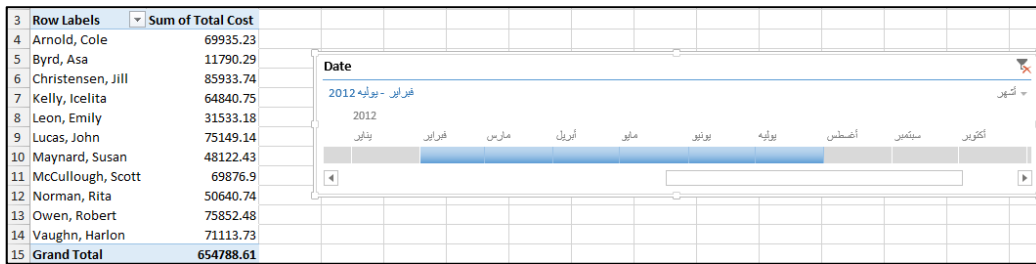 3 Row Labels Sum of Total Cost
4 Arnold, Cole 69935.23
5 Byrd, Asa 11790.29
6 Christensen, Jill 85933.74
7 Kelly, Icelita 64840.75
8 Leon, Emily 31533.18
9 Lucas, John 75149.14
10 Maynard, Susan 48122.43
11 McCullough, Scott 69876.9
12 Norman, Rita 50640.74
13 Owen, Robert 75852.48
14 Vaughn, Harlon 71113.73
15 Grand Total 654788.61
Date
فبراير - يوليه 2012
أشهر
2012
يناير فبراير مارس أبريل مايو يونيو يوليه أغسطس سبتمبر أكتوبر